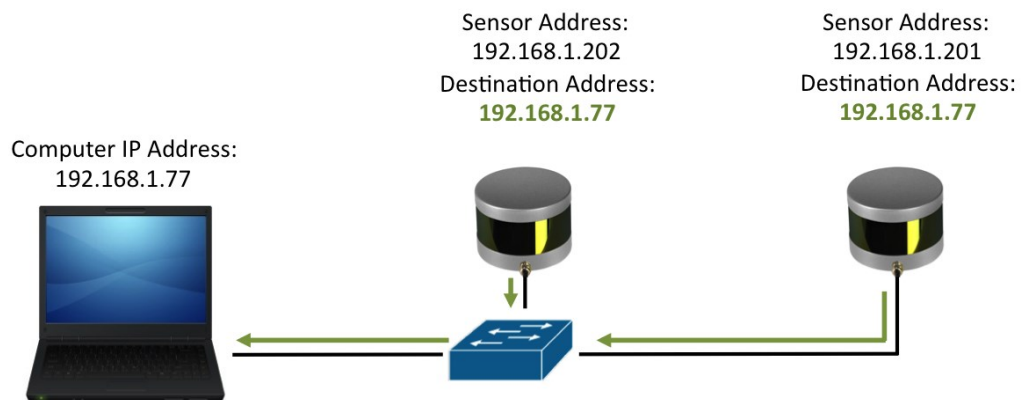 Sensor Address:
192.168.1.202
Destination Address:
192.168.1.77
Sensor Address:
192.168.1.201
Destination Address:
192.168.1.77
Computer IP Address:
192.168.1.77